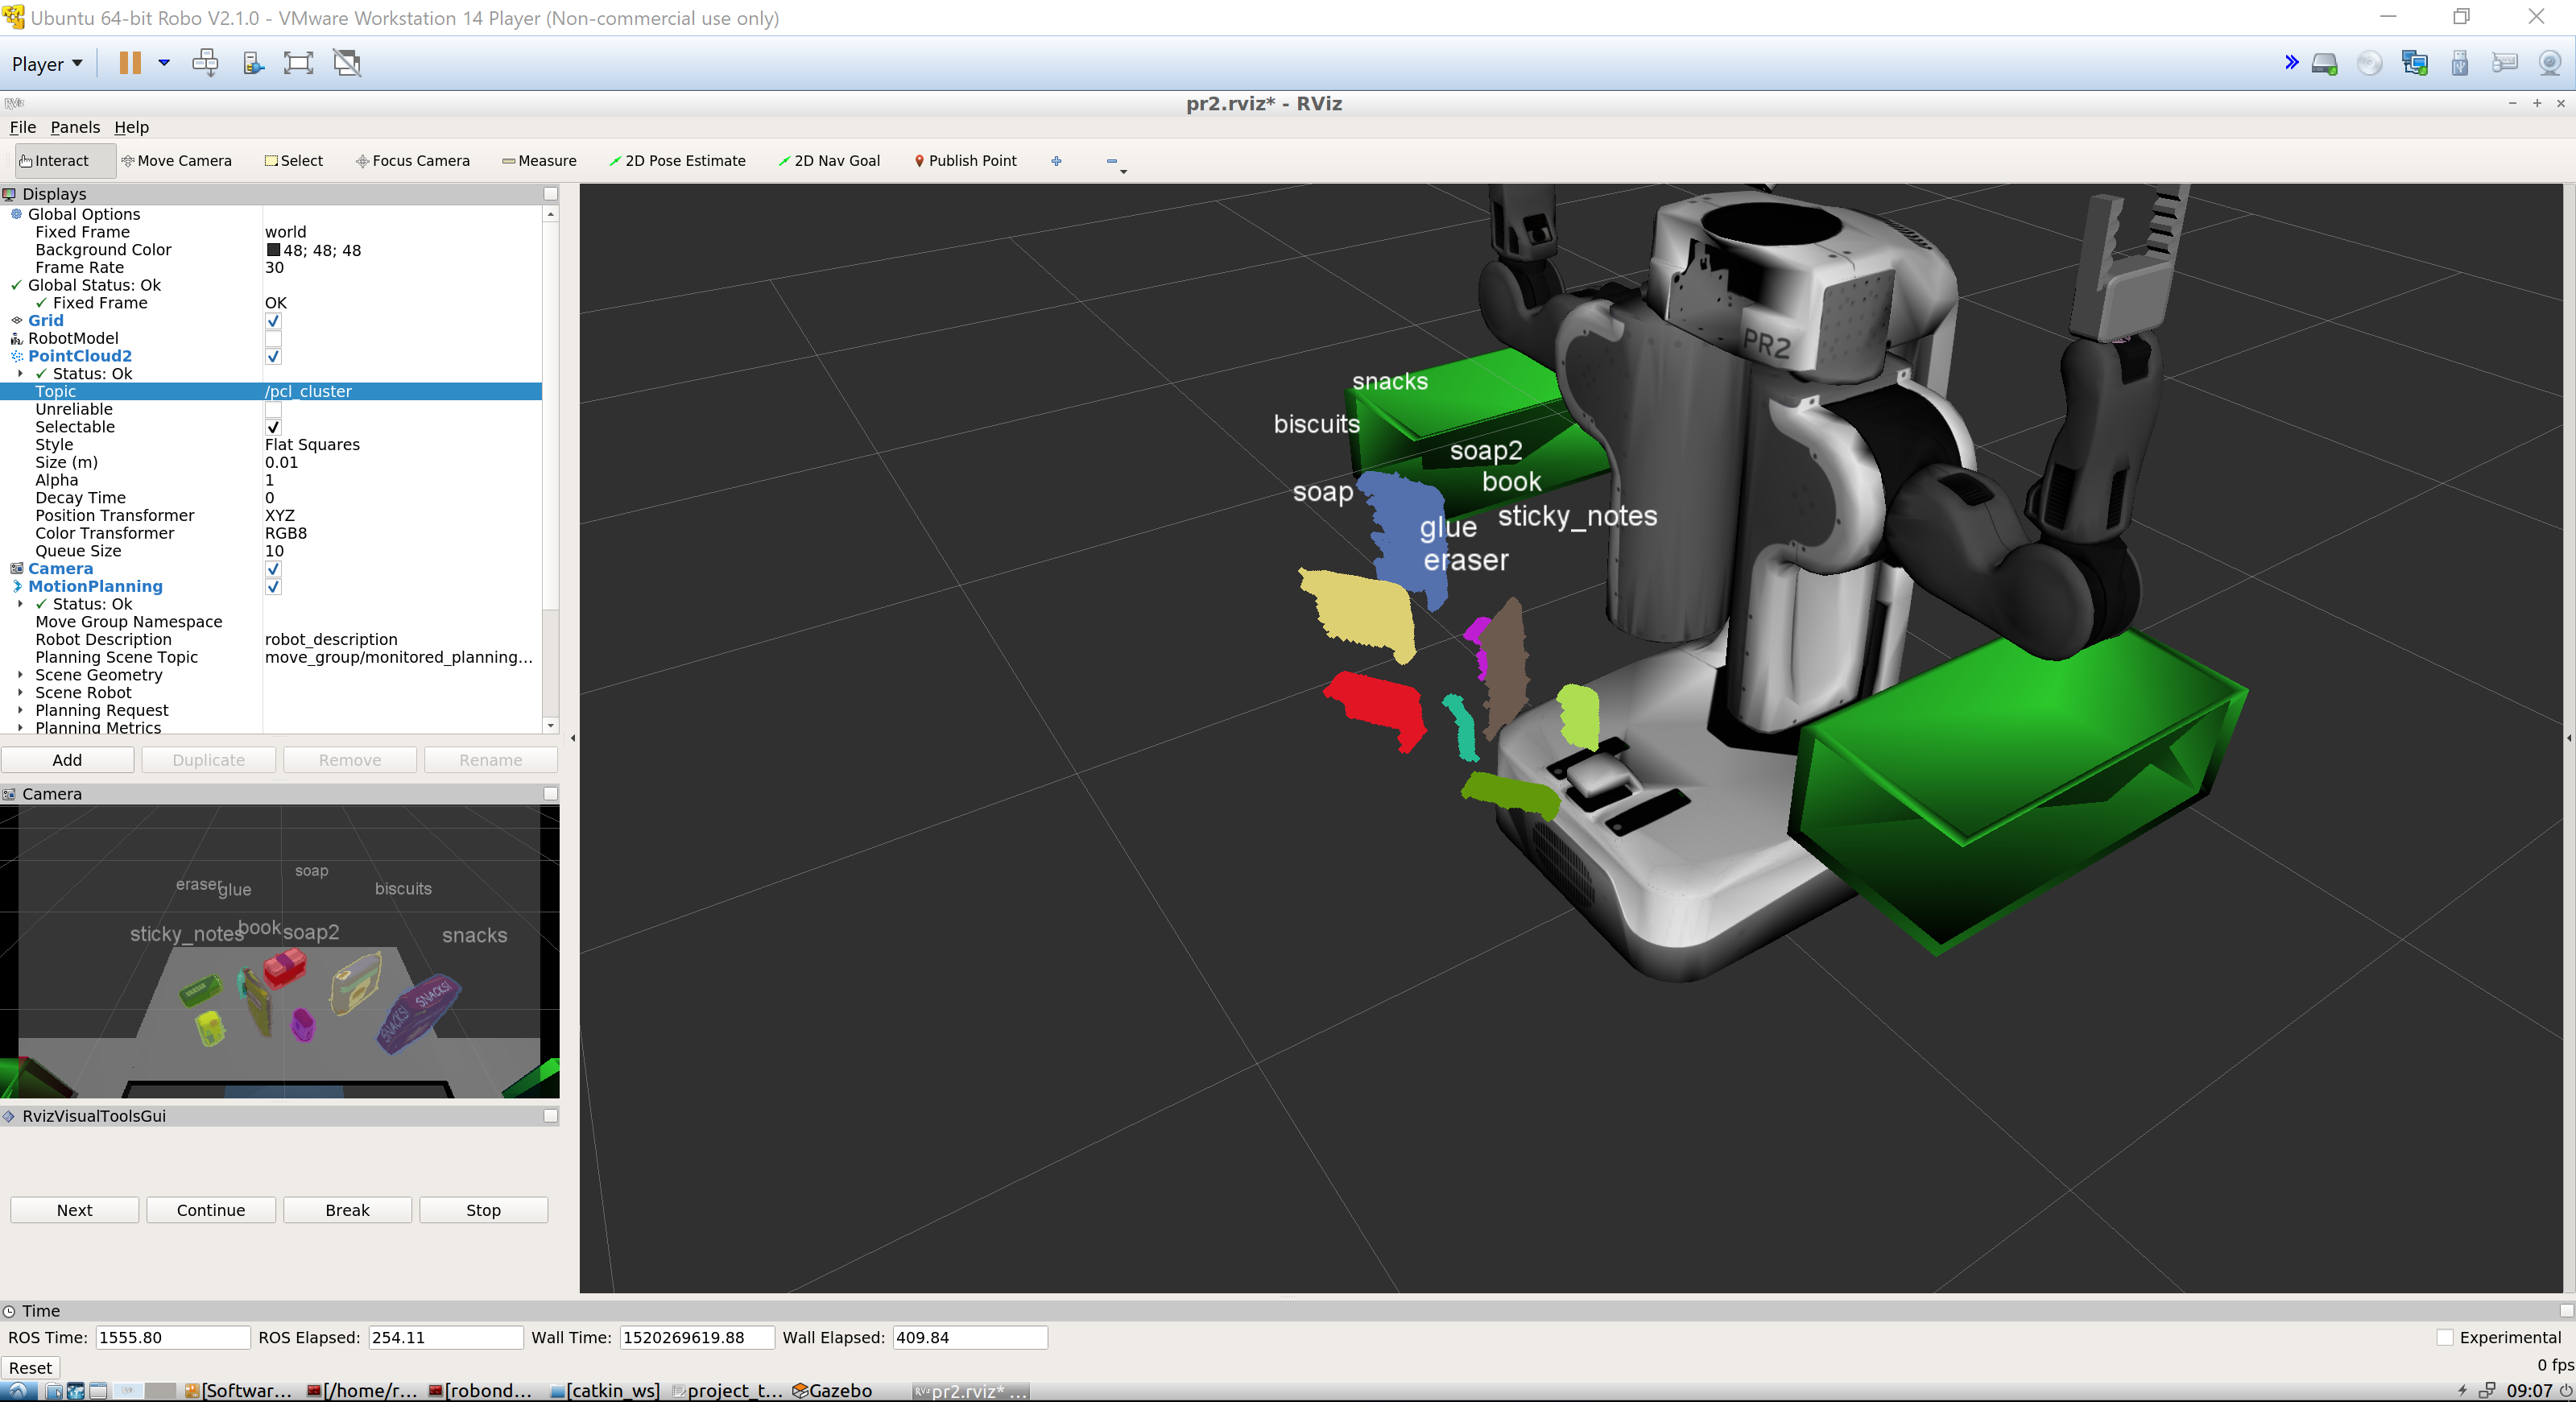 Ubuntu 64-bit Robo V2.1.0 - VMware Workstation 14 Player (Non-commercial use only)
Player
pr2.rviz* - RViz
File Panels Help
Interact Move Camera Select Focus Camera Measure 2D Pose Estimate 2D Nav Goal Publish Point
Displays
Global Options
Fixed Frame world
Background Color 48; 48; 48
Frame Rate 30
Global Status: Ok
Fixed Frame OK
Grid
RobotModel
PointCloud2
Status: Ok
Topic /pcl_cluster
Unreliable
Selectable
Style Flat Squares
Size (m) 0.01
Alpha 1
Decay Time 0
Position Transformer XYZ
Color Transformer RGB8
Queue Size 10
Camera
MotionPlanning
Status: Ok
Move Group Namespace
Robot Description robot_description
Planning Scene Topic move_group/monitored_planning...
Scene Geometry
Scene Robot
Planning Request
Planning Metrics
Add Duplicate Remove Rename
Camera
soap
eraser
glue
biscuits
sticky_notes
book
soap2
snacks
ERASER
SNACKS!
SNACKS!
RvizVisualToolsGui
Next Continue Break Stop
PR2
snacks
biscuits
soap2
book
soap
sticky_notes
glue
eraser
Time
ROS Time: 1555.80 ROS Elapsed: 254.11 Wall Time: 1520269619.88 Wall Elapsed: 409.84 Experimental
Reset 0 fps
[Softwar... [/home/r... [robond... [catkin_ws] project_t... Gazebo pr2.rviz* ... 09:07